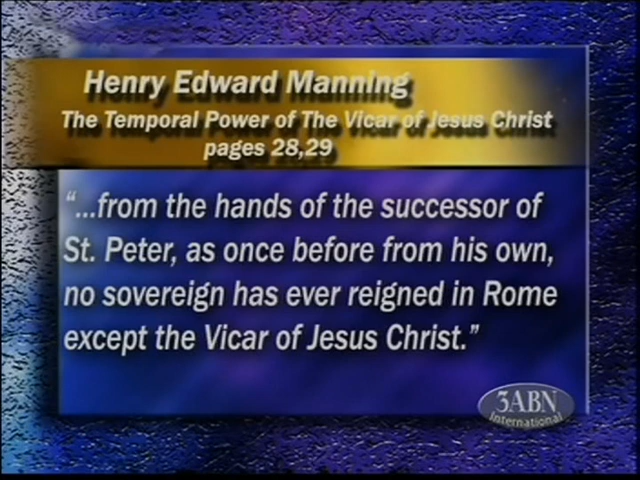 Henry Edward Manning
The Temporal Power of The Vicar of Jesus Christ
pages 28,29
“...from the hands of the successor of
St. Peter, as once before from his own,
no sovereign has ever reigned in Rome
except the Vicar of Jesus Christ.”
3ABN
International